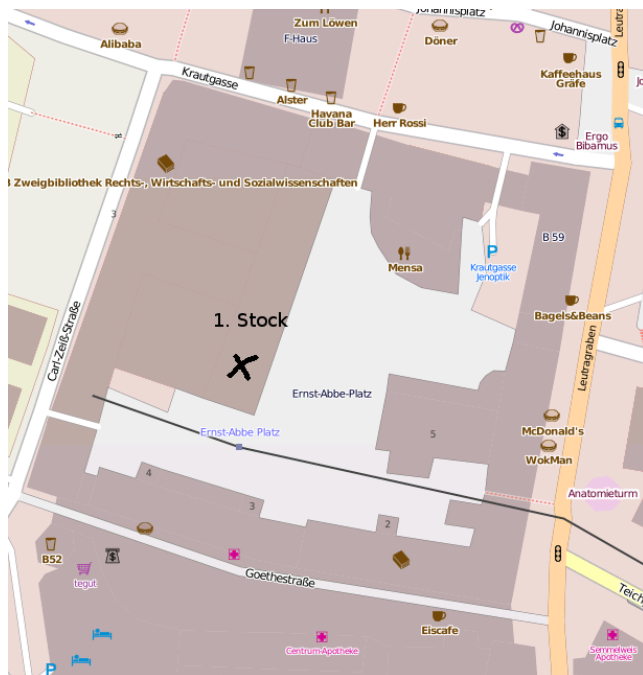 Johannisplatz
Leutra
Zum Löwen
Johannisplatz
Alibaba
F-Haus
Döner
Krautgasse
Kaffeehaus
Gräfe
Alster
Havana
Club Bar
Herr Rossi
Ergo
Bibamus
B Zweigbibliothek Rechts-, Wirtschafts- und Sozialwissenschaften
3
B 59
P
Mensa
Krautgasse
Jenoptik
Bagels&Beans
1. Stock
Carl-Zeiß-Straße
Leutragraben
Ernst-Abbe-Platz
McDonald's
Ernst-Abbe Platz
5
WokMan
4
Anatomieturm
3
2
B52
tegut
Goethestraße
Teich
Eiscafe
Centrum-Apotheke
Semmelweis
Apotheke
P